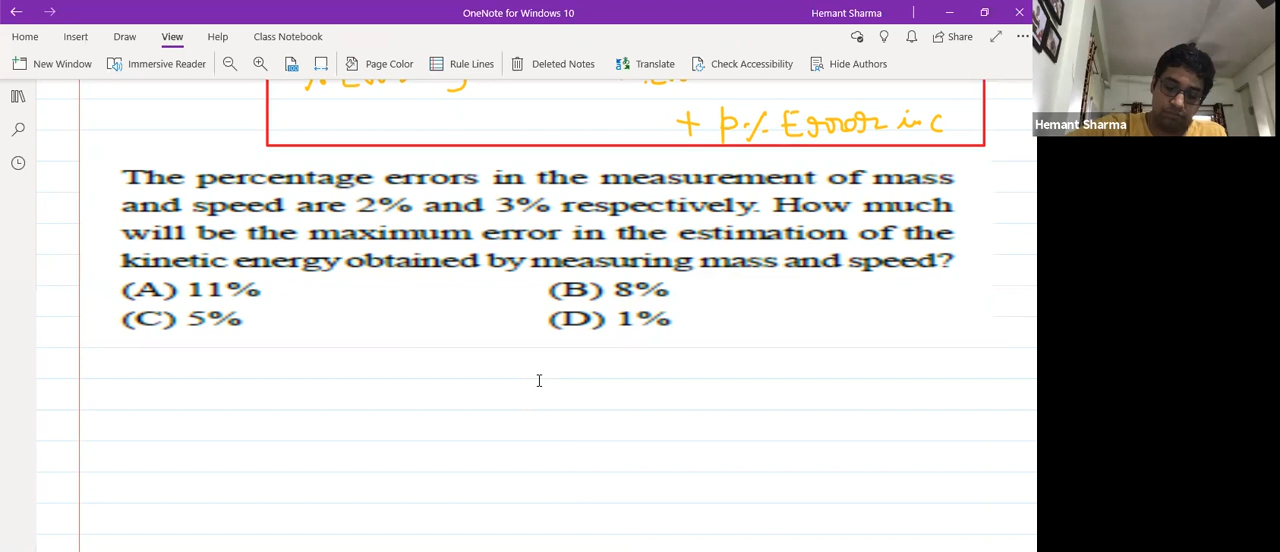 OneNote for Windows 10
Hemant Sharma
Home Insert Draw View Help Class Notebook
Share
New Window Immersive Reader Page Color Rule Lines Deleted Notes Translate Check Accessibility Hide Authors
+ p% Error in c
Hemant Sharma
The percentage errors in the measurement of mass
and speed are 2% and 3% respectively. How much
will be the maximum error in the estimation of the
kinetic energy obtained by measuring mass and speed?
(A) 11% (B) 8%
(C) 5% (D) 1%